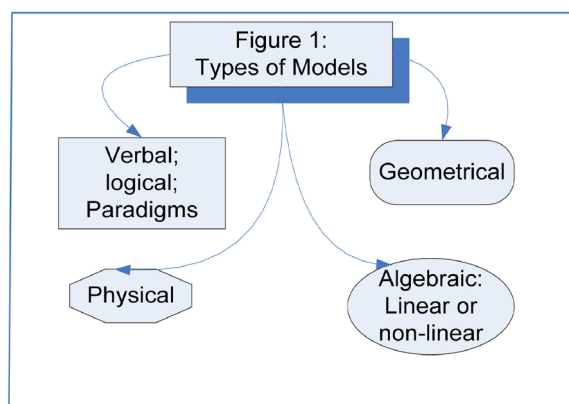 Figure 1:
Types of Models
Verbal;
logical;
Paradigms
Geometrical
Physical
Algebraic:
Linear or
non-linear